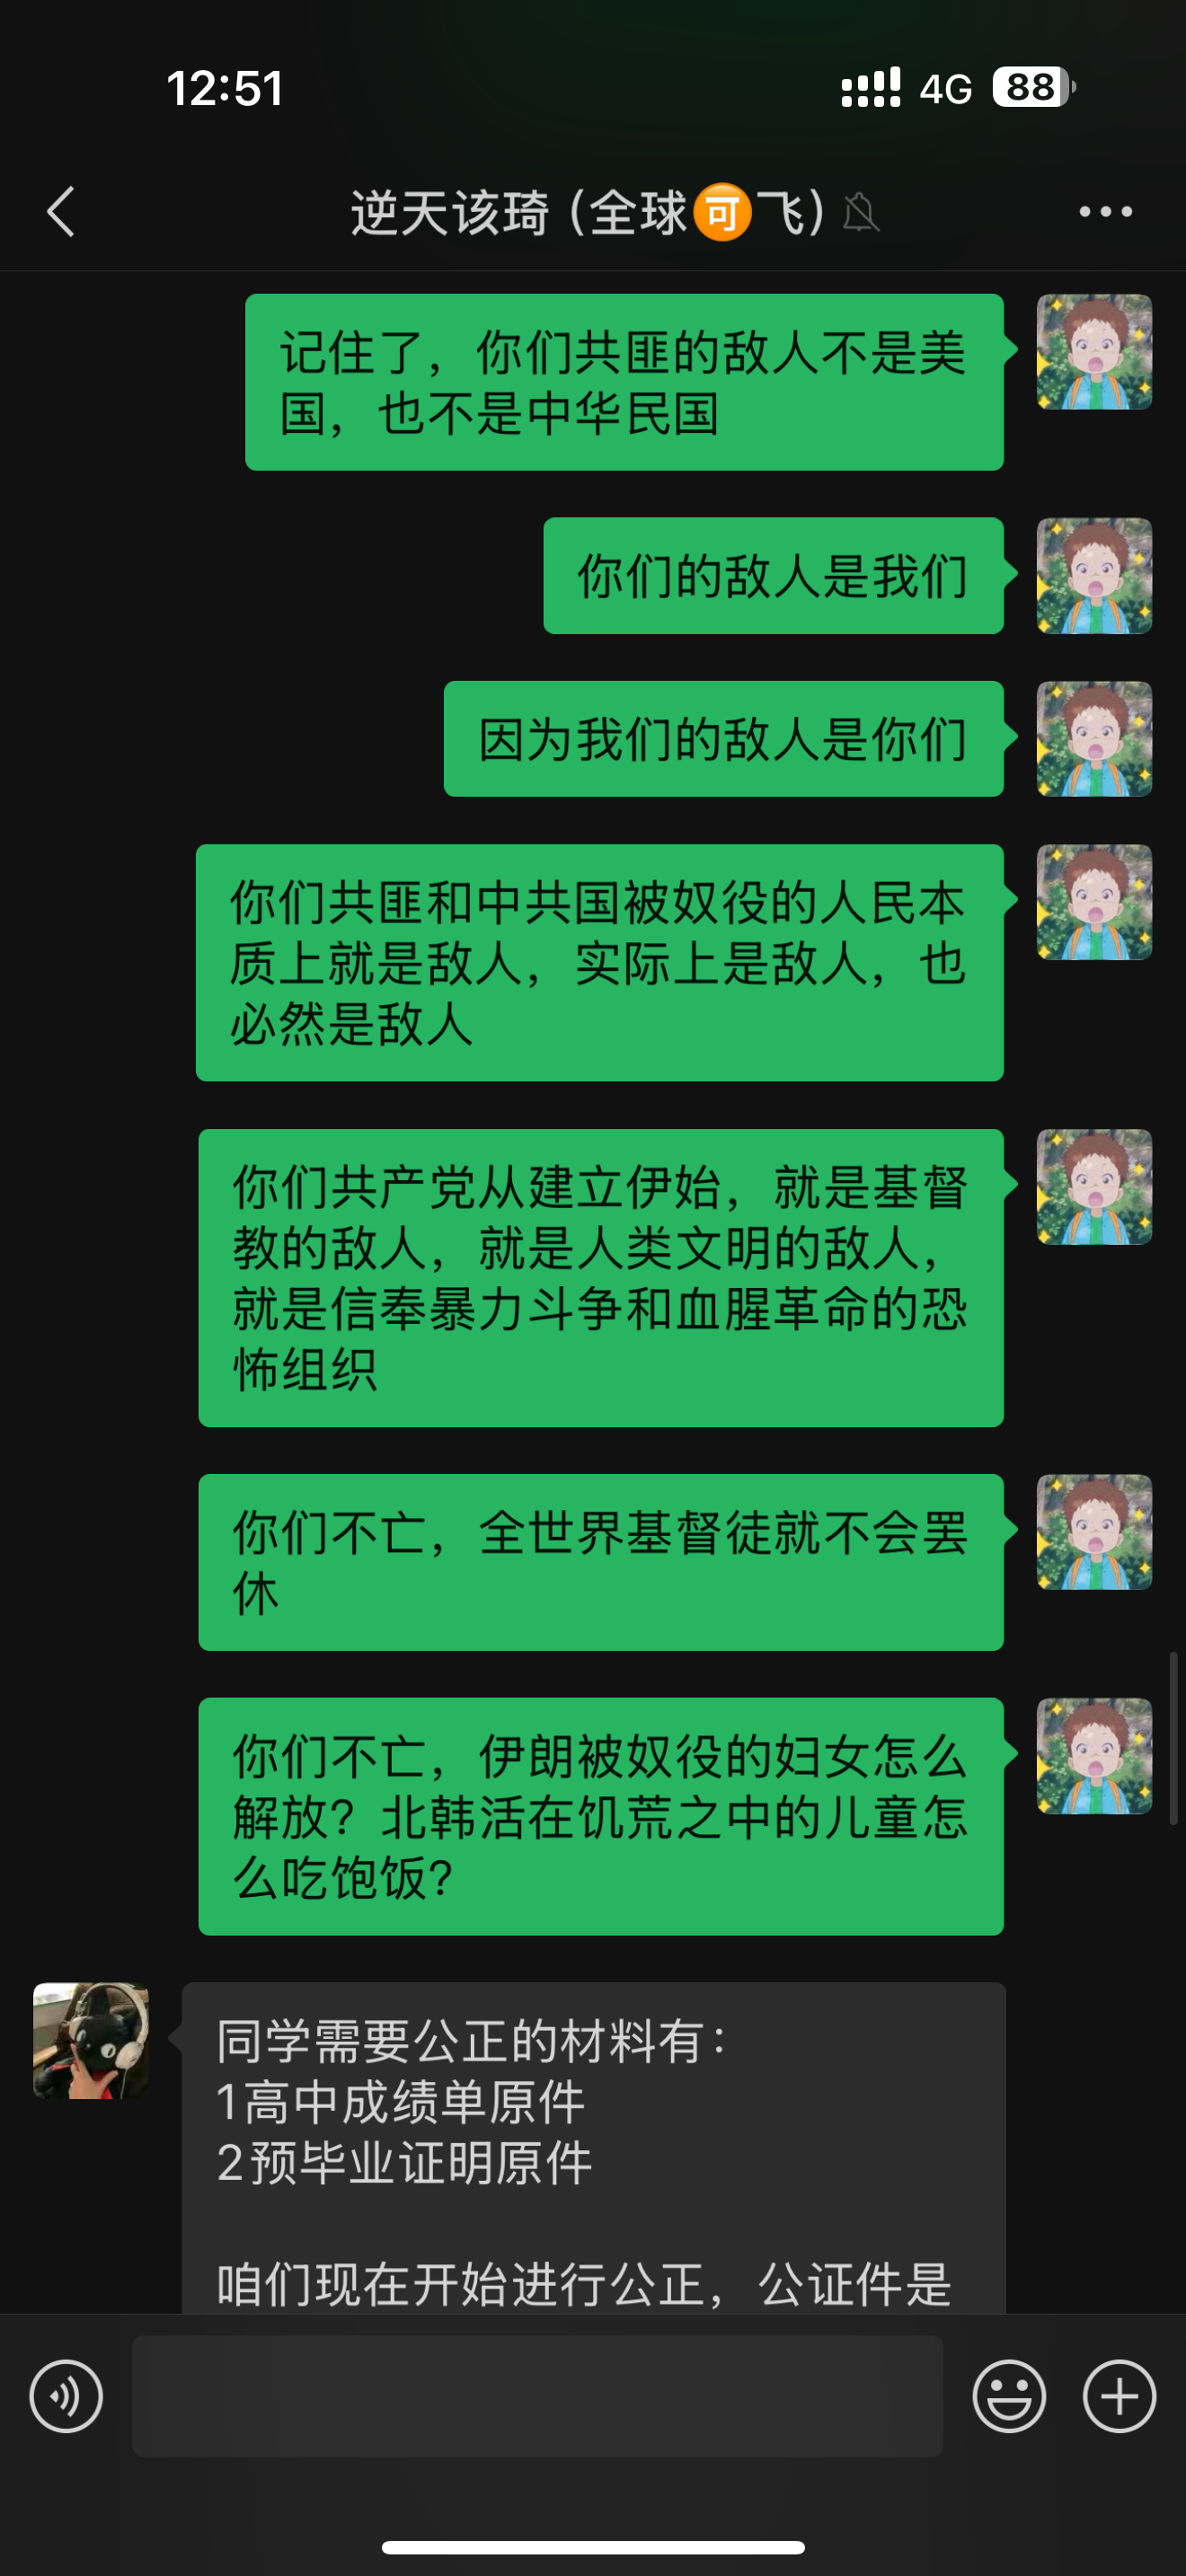 12:51
4G 88
逆天该琦 (全球🉑飞)
记住了，你们共匪的敌人不是美
国，也不是中华民国
你们的敌人是我们
因为我们的敌人是你们
你们共匪和中共国被奴役的人民本
质上就是敌人，实际上是敌人，也
必然是敌人
你们共产党从建立伊始，就是基督
教的敌人，就是人类文明的敌人，
就是信奉暴力斗争和血腥革命的恐
怖组织
你们不亡，全世界基督徒就不会罢
休
你们不亡，伊朗被奴役的妇女怎么
解放？北韩活在饥荒之中的儿童怎
么吃饱饭？
同学需要公正的材料有：
1高中成绩单原件
2预毕业证明原件
咱们现在开始进行公正，公证件是